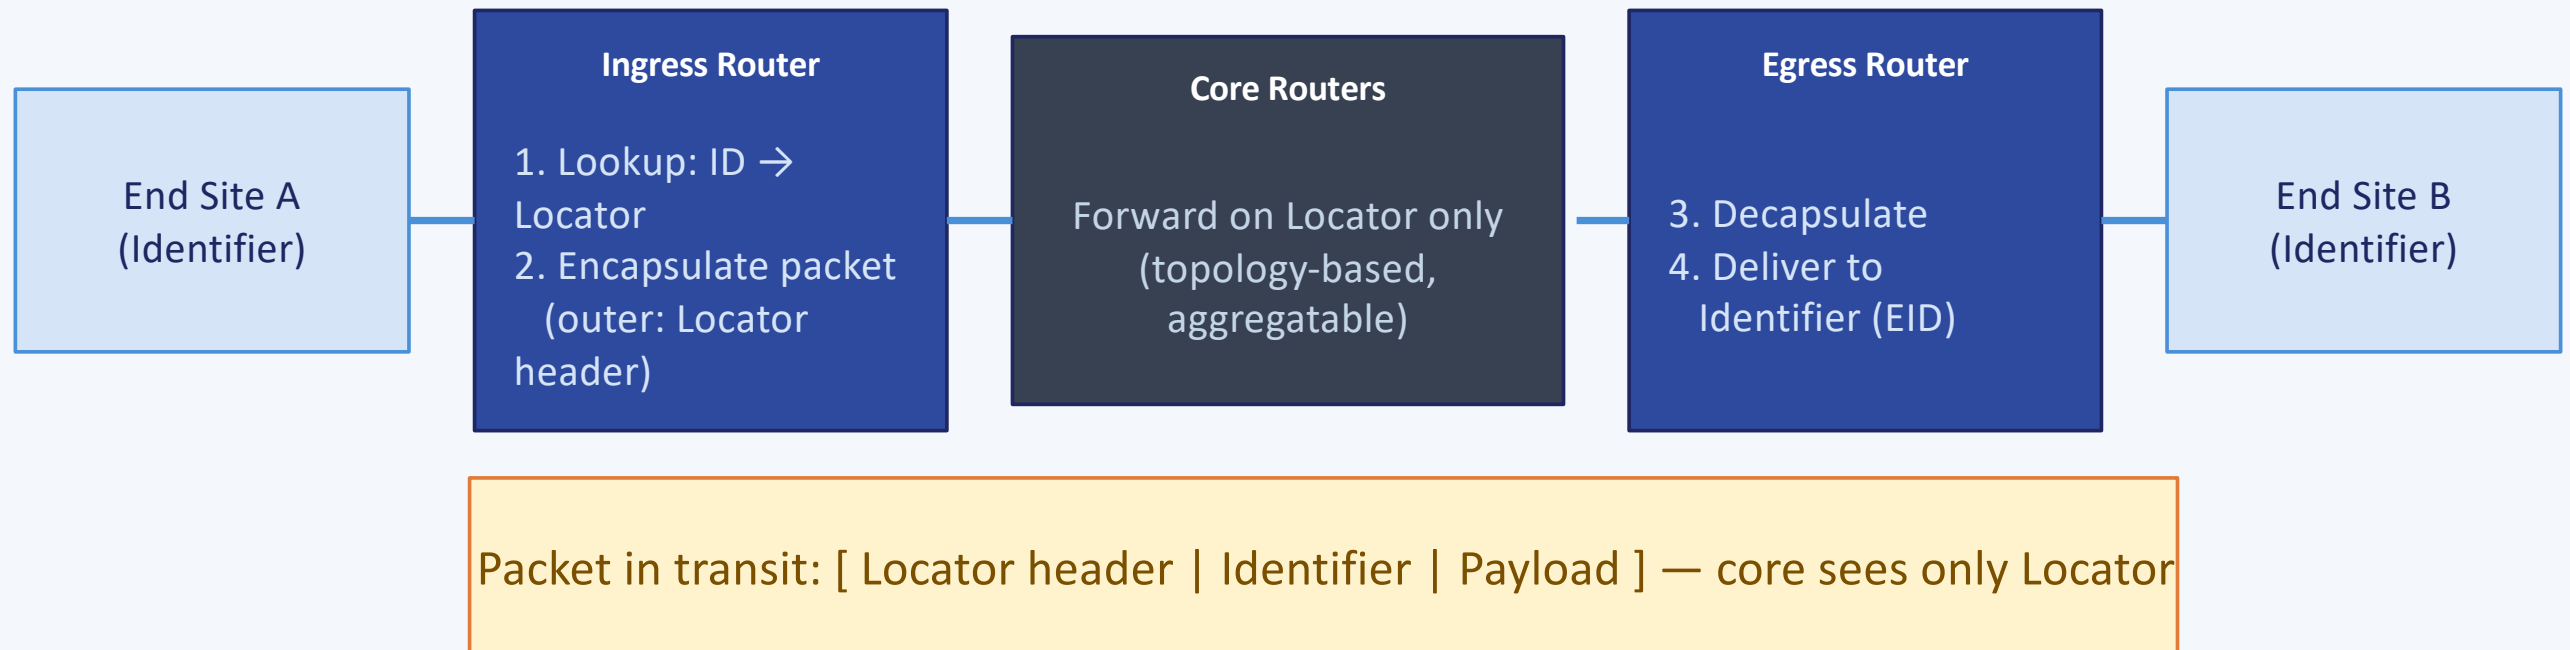 End Site A
(Identifier)
Ingress Router
1. Lookup: ID →
Locator
2. Encapsulate packet
(outer: Locator
header)
Core Routers
Forward on Locator only
(topology-based,
aggregatable)
Egress Router
3. Decapsulate
4. Deliver to
Identifier (EID)
End Site B
(Identifier)
Packet in transit: [ Locator header | Identifier | Payload ] — core sees only Locator